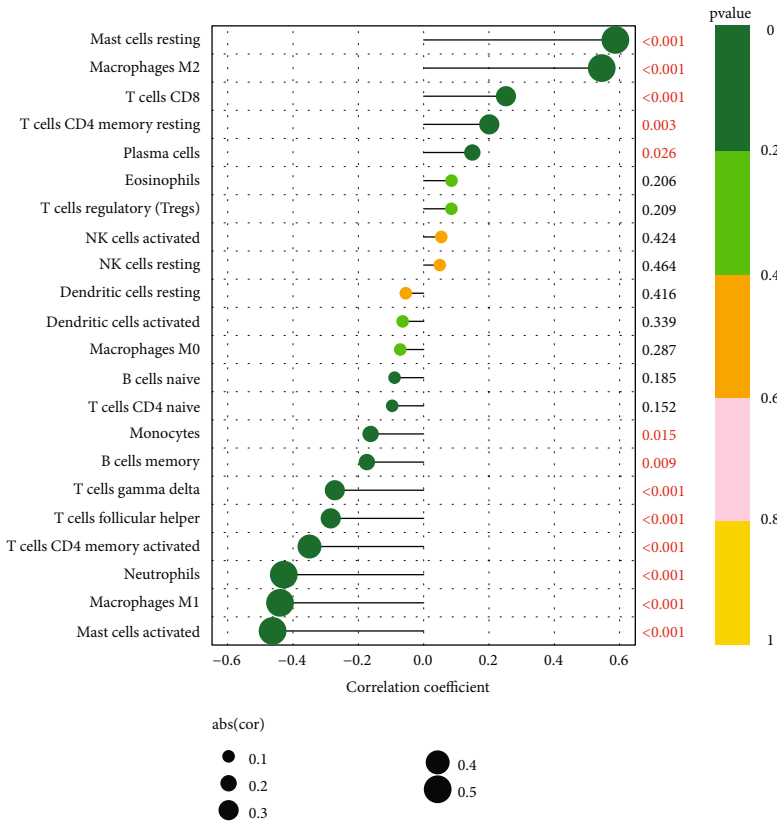 pvalue
Mast cells resting <0.001 0
Macrophages M2 <0.001
T cells CD8 <0.001
T cells CD4 memory resting 0.003
Plasma cells 0.026 0.2
Eosinophils 0.206
T cells regulatory (Tregs) 0.209
NK cells activated 0.424
NK cells resting 0.464 0.4
Dendritic cells resting 0.416
Dendritic cells activated 0.339
Macrophages M0 0.287
B cells naive 0.185
T cells CD4 naive 0.152 0.6
Monocytes 0.015
B cells memory 0.009
T cells gamma delta <0.001
T cells follicular helper <0.001 0.8
T cells CD4 memory activated <0.001
Neutrophils <0.001
Macrophages M1 <0.001
Mast cells activated <0.001 1
−0.6 −0.4 −0.2 0.0 0.2 0.4 0.6
Correlation coefficient
abs(cor)
0.1 0.4
0.2 0.5
0.3